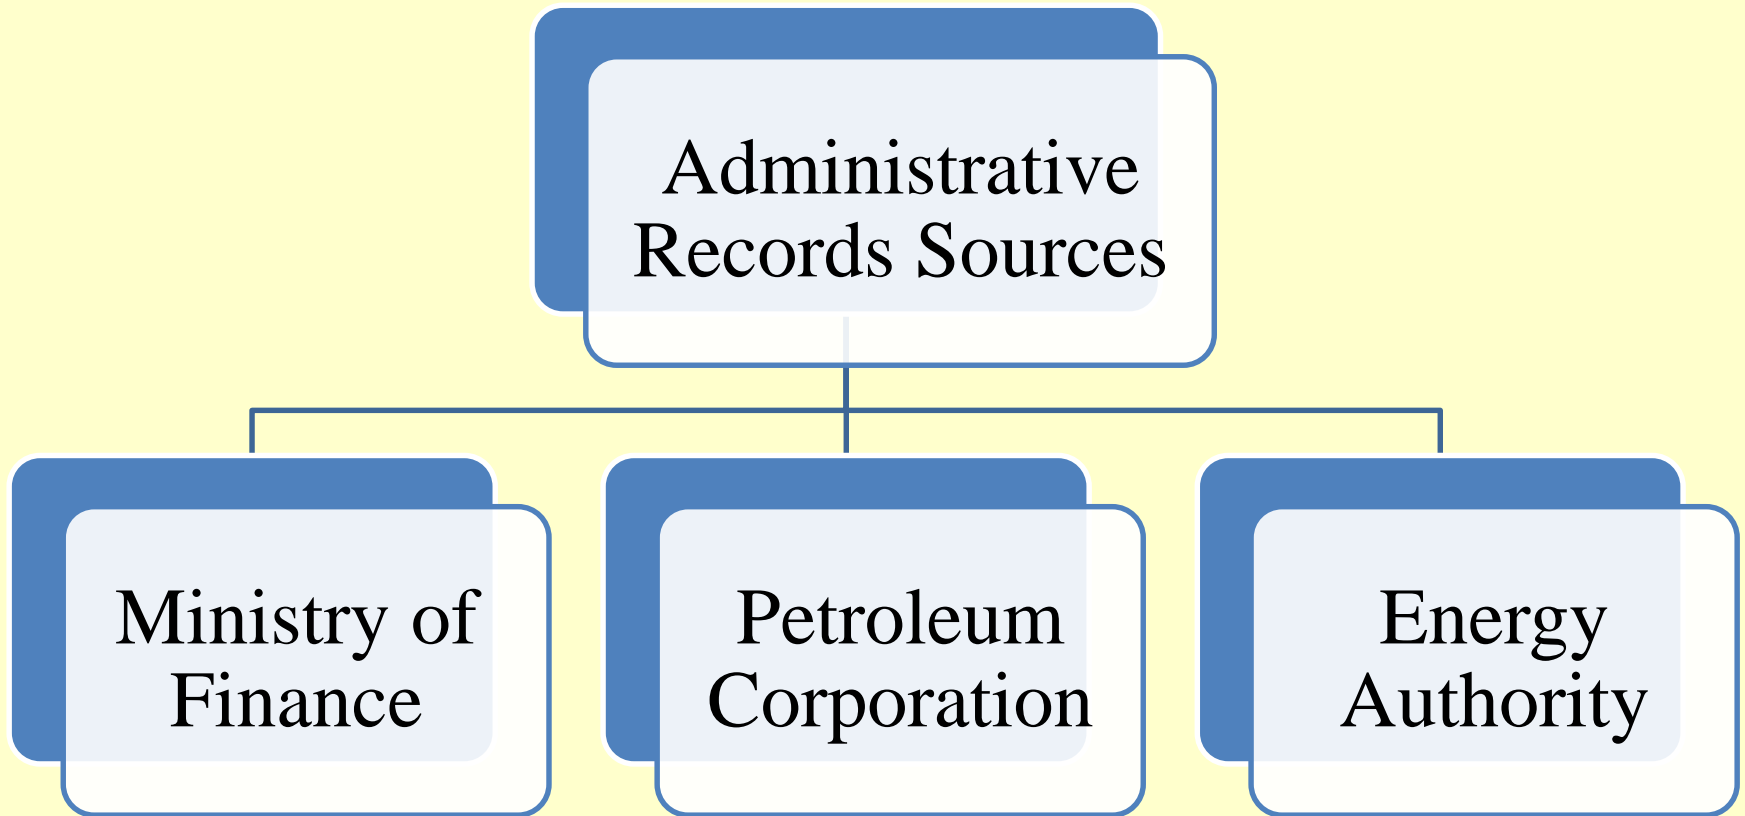 Administrative
Records Sources
Ministry of
Finance
Petroleum
Corporation
Energy
Authority